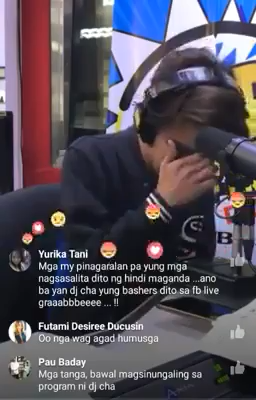 Yurika Tani
Mga my pinagaralan pa yung mga
nagsasalita dito ng hindi maganda ...ano
ba yan dj cha yung bashers dito sa fb live
graaabbbeeee ... !!
Futami Desiree Ducusin
Oo nga wag agad humusga
Pau Baday
Mga tanga, bawal magsinungaling sa
program ni dj cha